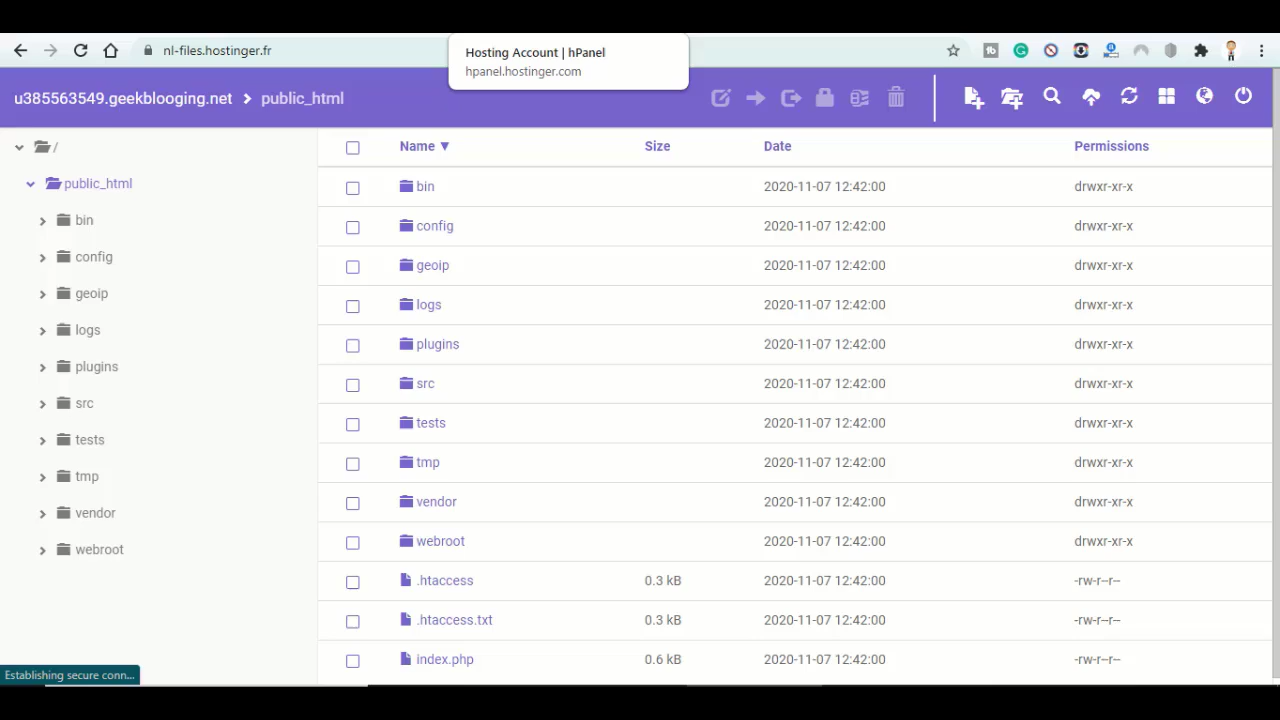 Hosting Account | hPanel
nl-files.hostinger.fr
hpanel.hostinger.com
u385563549.geekblooging.net > public_html
/
public_html
bin
config
geoip
logs
plugins
src
tests
tmp
vendor
webroot
Name ▼ Size Date Permissions
bin 2020-11-07 12:42:00 drwxr-xr-x
config 2020-11-07 12:42:00 drwxr-xr-x
geoip 2020-11-07 12:42:00 drwxr-xr-x
logs 2020-11-07 12:42:00 drwxr-xr-x
plugins 2020-11-07 12:42:00 drwxr-xr-x
src 2020-11-07 12:42:00 drwxr-xr-x
tests 2020-11-07 12:42:00 drwxr-xr-x
tmp 2020-11-07 12:42:00 drwxr-xr-x
vendor 2020-11-07 12:42:00 drwxr-xr-x
webroot 2020-11-07 12:42:00 drwxr-xr-x
.htaccess 0.3 kB 2020-11-07 12:42:00 -rw-r--r--
.htaccess.txt 0.3 kB 2020-11-07 12:42:00 -rw-r--r--
index.php 0.6 kB 2020-11-07 12:42:00 -rw-r--r--
Establishing secure conn...